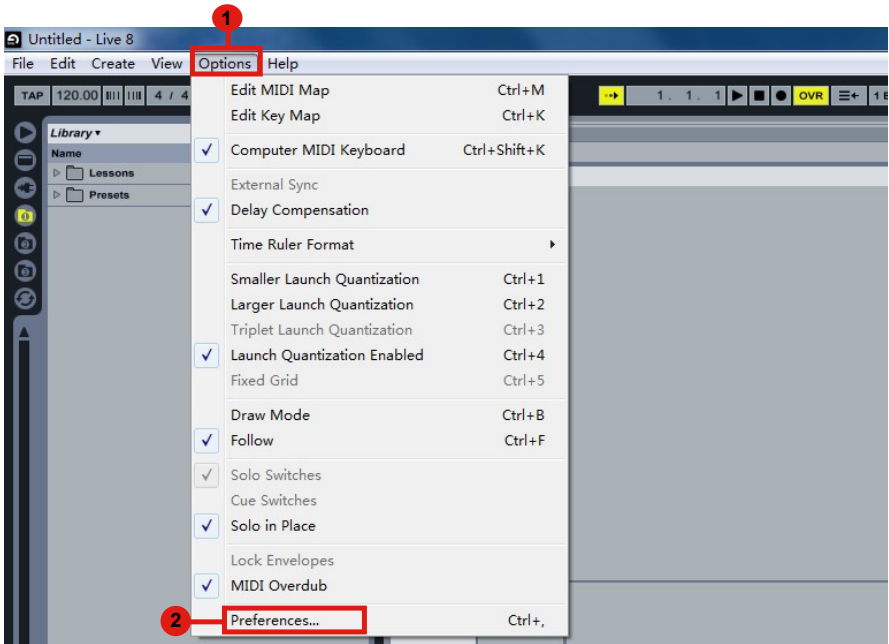 1
Untitled - Live 8
File Edit Create View Options Help
TAP 120.00 4 / 4 1. 1. 1 OVR 1
Library
Name
Lessons
Presets
Edit MIDI Map Ctrl+M
Edit Key Map Ctrl+K
Computer MIDI Keyboard Ctrl+Shift+K
External Sync
Delay Compensation
Time Ruler Format
Smaller Launch Quantization Ctrl+1
Larger Launch Quantization Ctrl+2
Triplet Launch Quantization Ctrl+3
Launch Quantization Enabled Ctrl+4
Fixed Grid Ctrl+5
Draw Mode Ctrl+B
Follow Ctrl+F
Solo Switches
Cue Switches
Solo in Place
Lock Envelopes
MIDI Overdub
2 Preferences... Ctrl+,